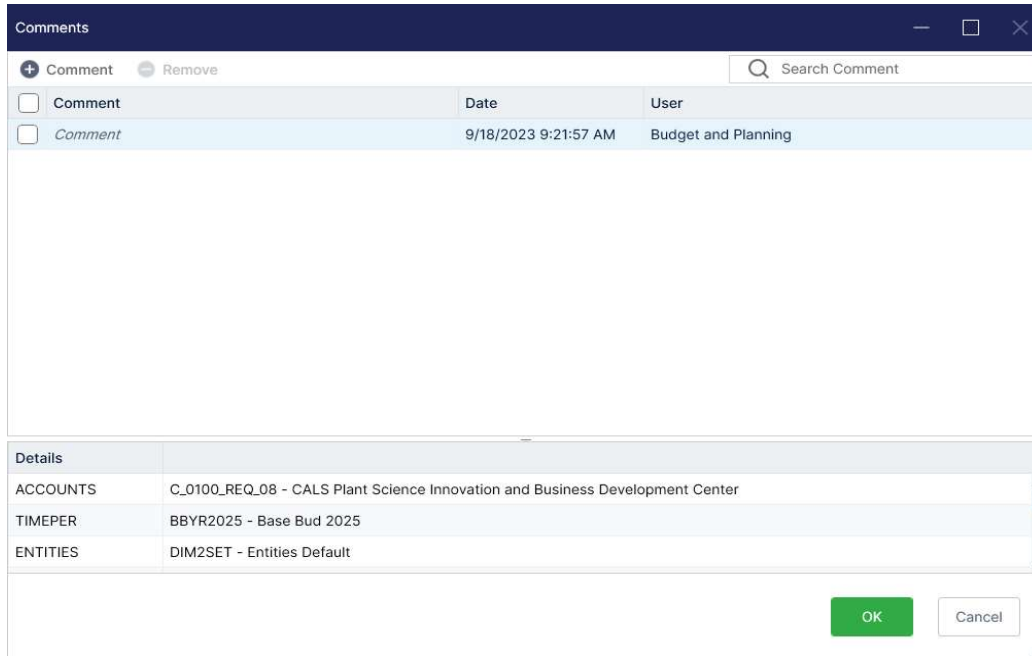 Comments
Comment Remove Search Comment
Comment Date User
Comment 9/18/2023 9:21:57 AM Budget and Planning
Details
ACCOUNTS C_0100_REQ_08 - CALS Plant Science Innovation and Business Development Center
TIMEPER BBYR2025 - Base Bud 2025
ENTITIES DIM2SET - Entities Default
OK Cancel